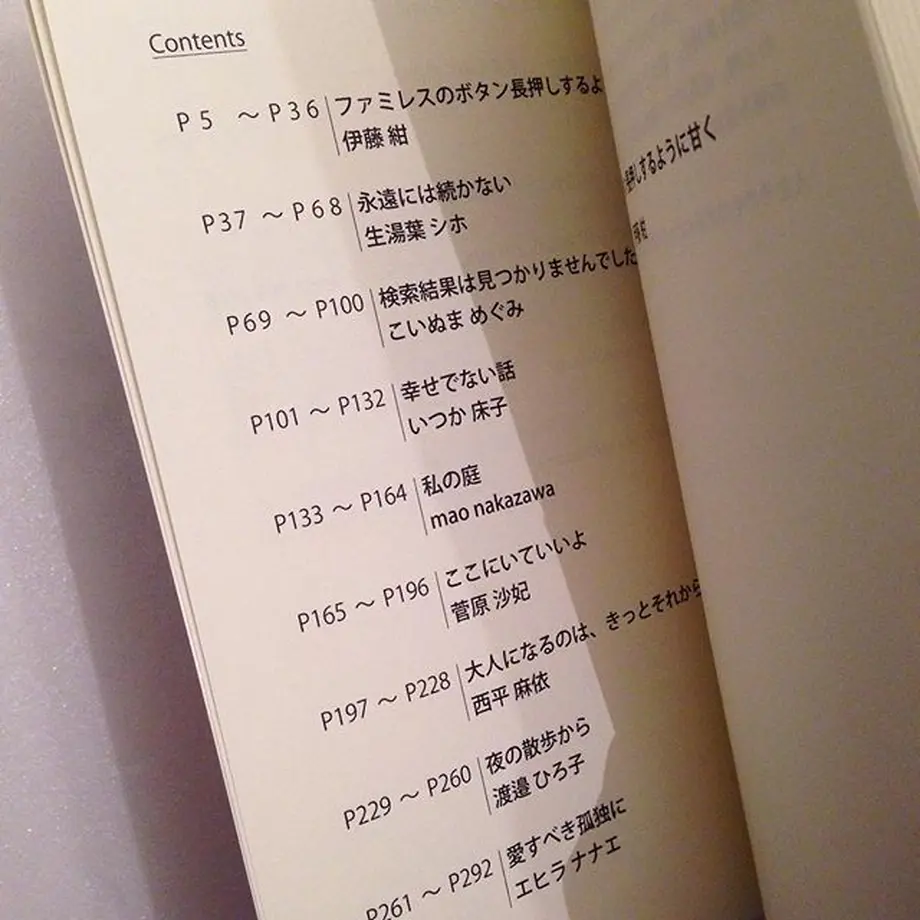 Contents
P5 ～ P36 ファミレスのボタン長押しするよ
伊藤 紺
P37 ～ P68 永遠には続かない
生湯葉 シホ
P69 ～ P100 検索結果は見つかりませんでした
こいぬま めぐみ
P101 ～ P132 幸せでない話
いつか 床子
P133 ～ P164 私の庭
mao nakazawa
P165 ～ P196 ここにいていいよ
菅原 沙妃
P197 ～ P228 大人になるのは、きっとそれから
西平 麻依
P229 ～ P260 夜の散歩から
渡邉 ひろ子
P261 ～ P292 愛すべき孤独に
エヒラ ナナエ
長押しするように甘く